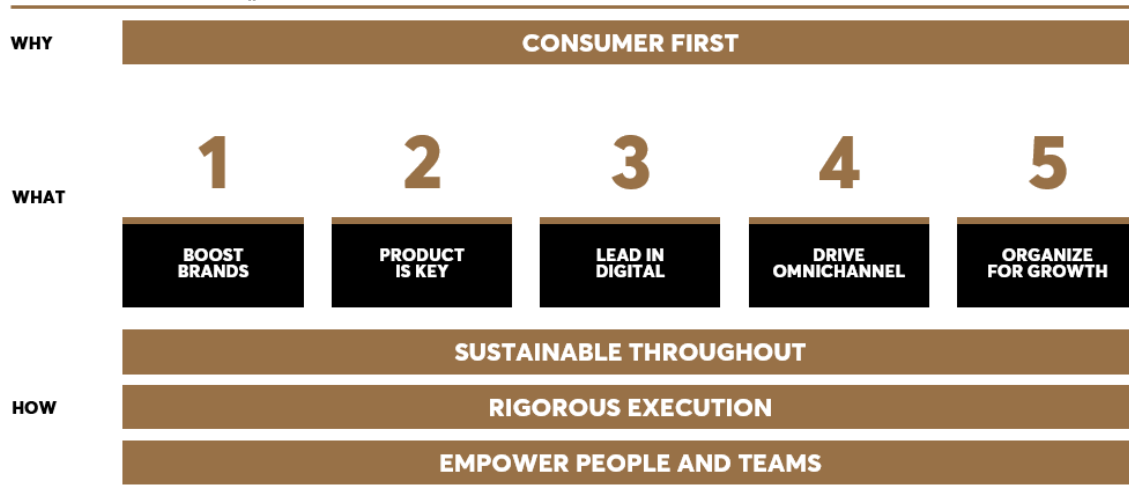 WHY
CONSUMER FIRST
WHAT
1
BOOST
BRANDS
2
PRODUCT
IS KEY
3
LEAD IN
DIGITAL
4
DRIVE
OMNICHANNEL
5
ORGANIZE
FOR GROWTH
HOW
SUSTAINABLE THROUGHOUT
RIGOROUS EXECUTION
EMPOWER PEOPLE AND TEAMS